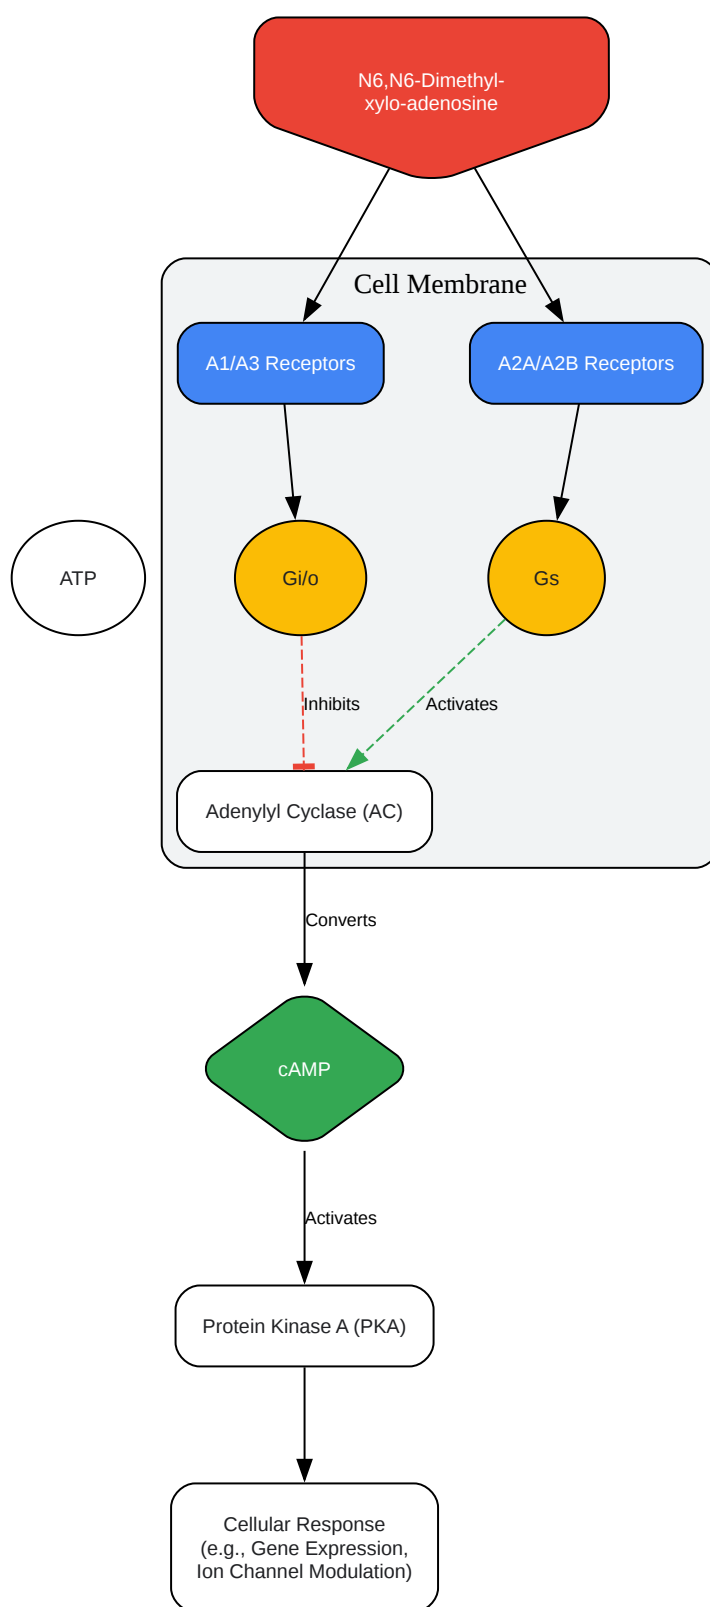 N6,N6-Dimethyl-
xylo-adenosine
Cell Membrane
A1/A3 Receptors
A2A/A2B Receptors
ATP
Gi/o
Gs
Inhibits
Activates
Adenylyl Cyclase (AC)
Converts
cAMP
Activates
Protein Kinase A (PKA)
Cellular Response
(e.g., Gene Expression,
Ion Channel Modulation)